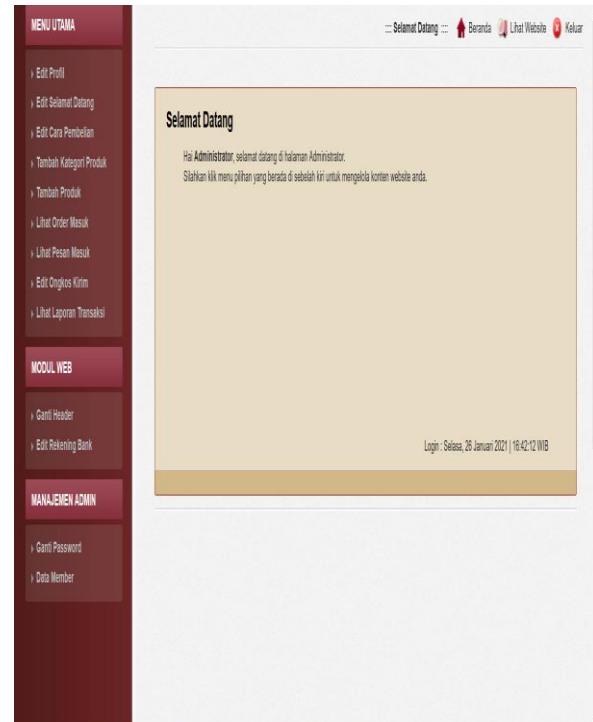 MENU UTAMA
Edit Profil
Edit Selamat Datang
Edit Cara Pembelian
Tambah Kategori Produk
Tambah Produk
Lihat Order Masuk
Lihat Pesan Masuk
Edit Ongkos Kirim
Lihat Laporan Transaksi
MODUL WEB
Ganti Header
Edit Rekening Bank
MANAJEMEN ADMIN
Ganti Password
Data Member
:::: Selamat Datang :::: Beranda Lihat Website Keluar
Selamat Datang
Hai Administrator, selamat datang di halaman Administrator.
Silahkan klik menu pilihan yang berada di sebelah kiri untuk mengelola konten website anda.
Login : Selasa, 26 Januari 2021 | 16:42:12 WIB